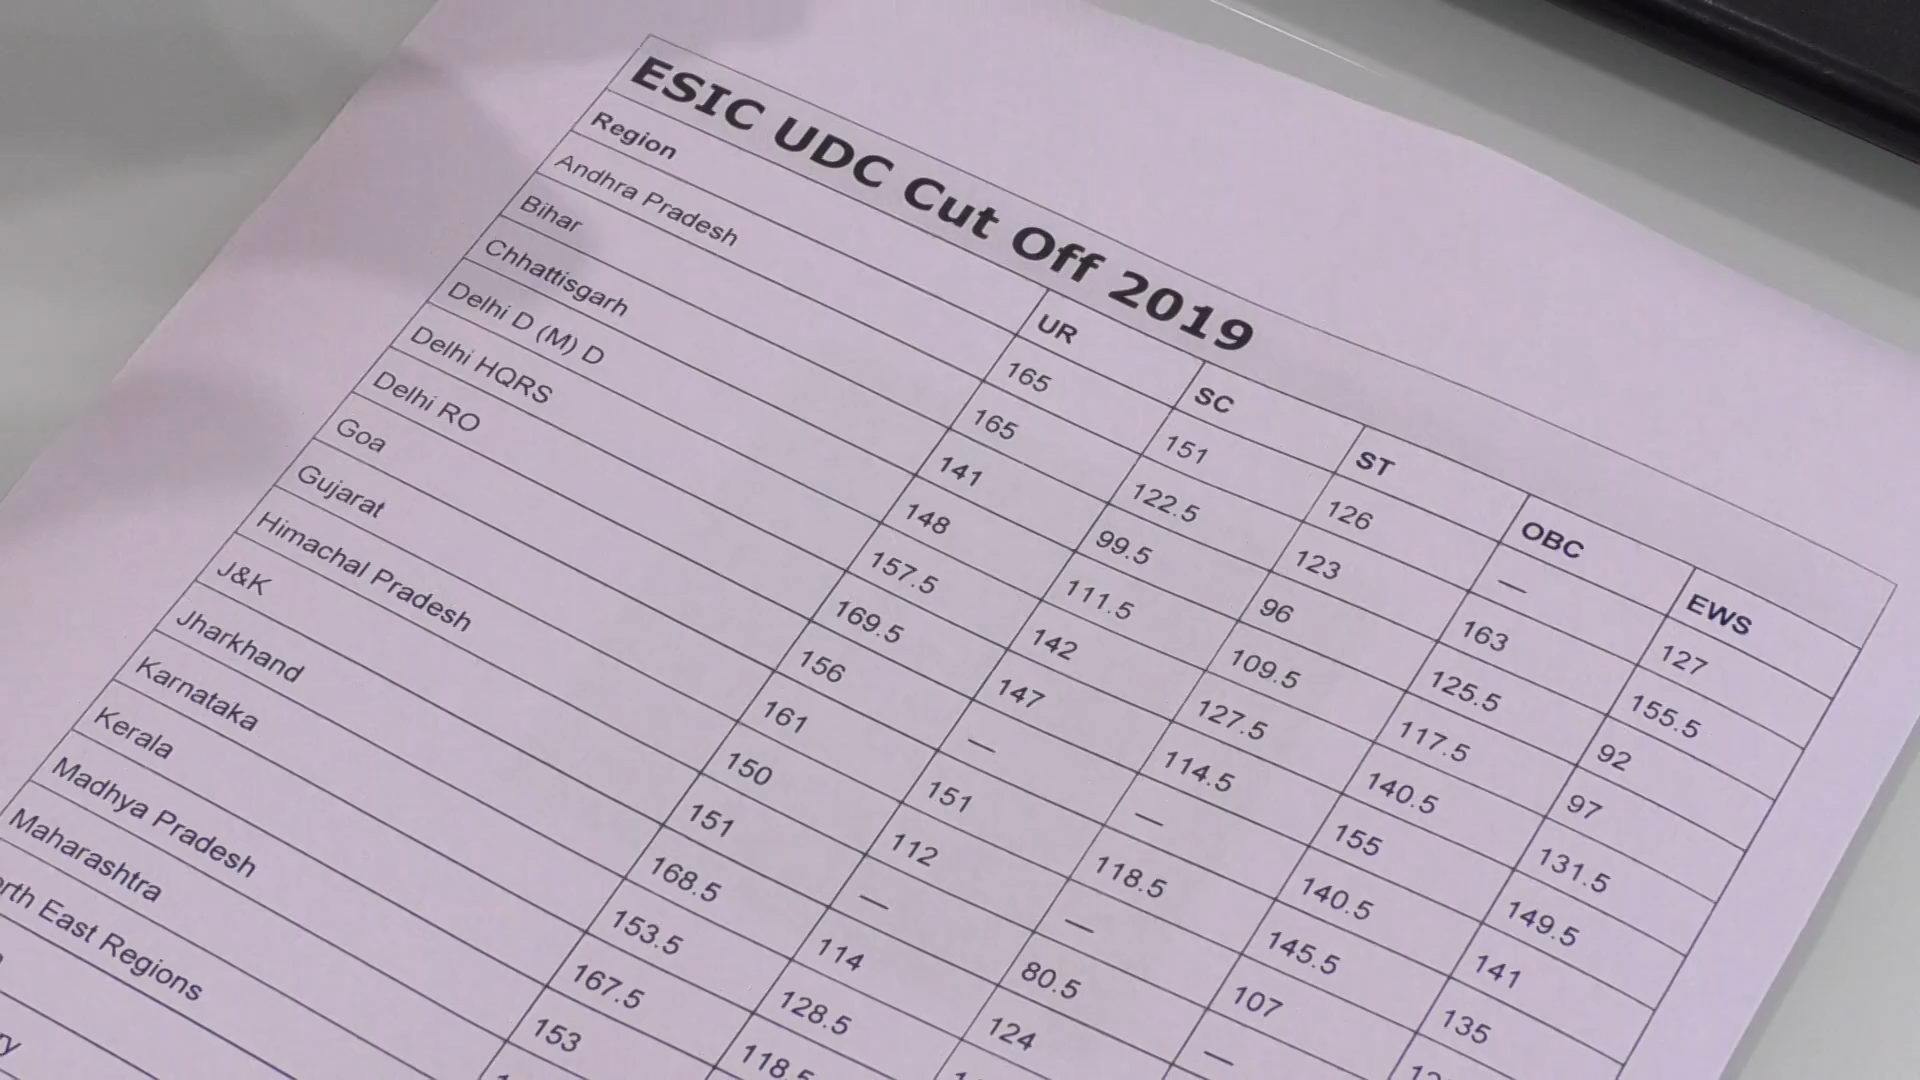 ESIC UDC Cut Off 2019
Region UR SC ST OBC EWS
Andhra Pradesh 165 151 126 — 127
Bihar 165 122.5 123 163 155.5
Chhattisgarh 141 99.5 96 125.5 92
Delhi D (M) D 148 111.5 109.5 117.5 97
Delhi HQRS 157.5 142 127.5 140.5 131.5
Delhi RO 169.5 147 114.5 155 149.5
Goa 156 — — 140.5 141
Gujarat 161 151 118.5 145.5 135
Himachal Pradesh 150 112 — 107
J&K 151 — 80.5 —
Jharkhand 168.5 114 124
Karnataka 153.5 128.5
Kerala 167.5 118.5
Madhya Pradesh 153
Maharashtra
East Regions